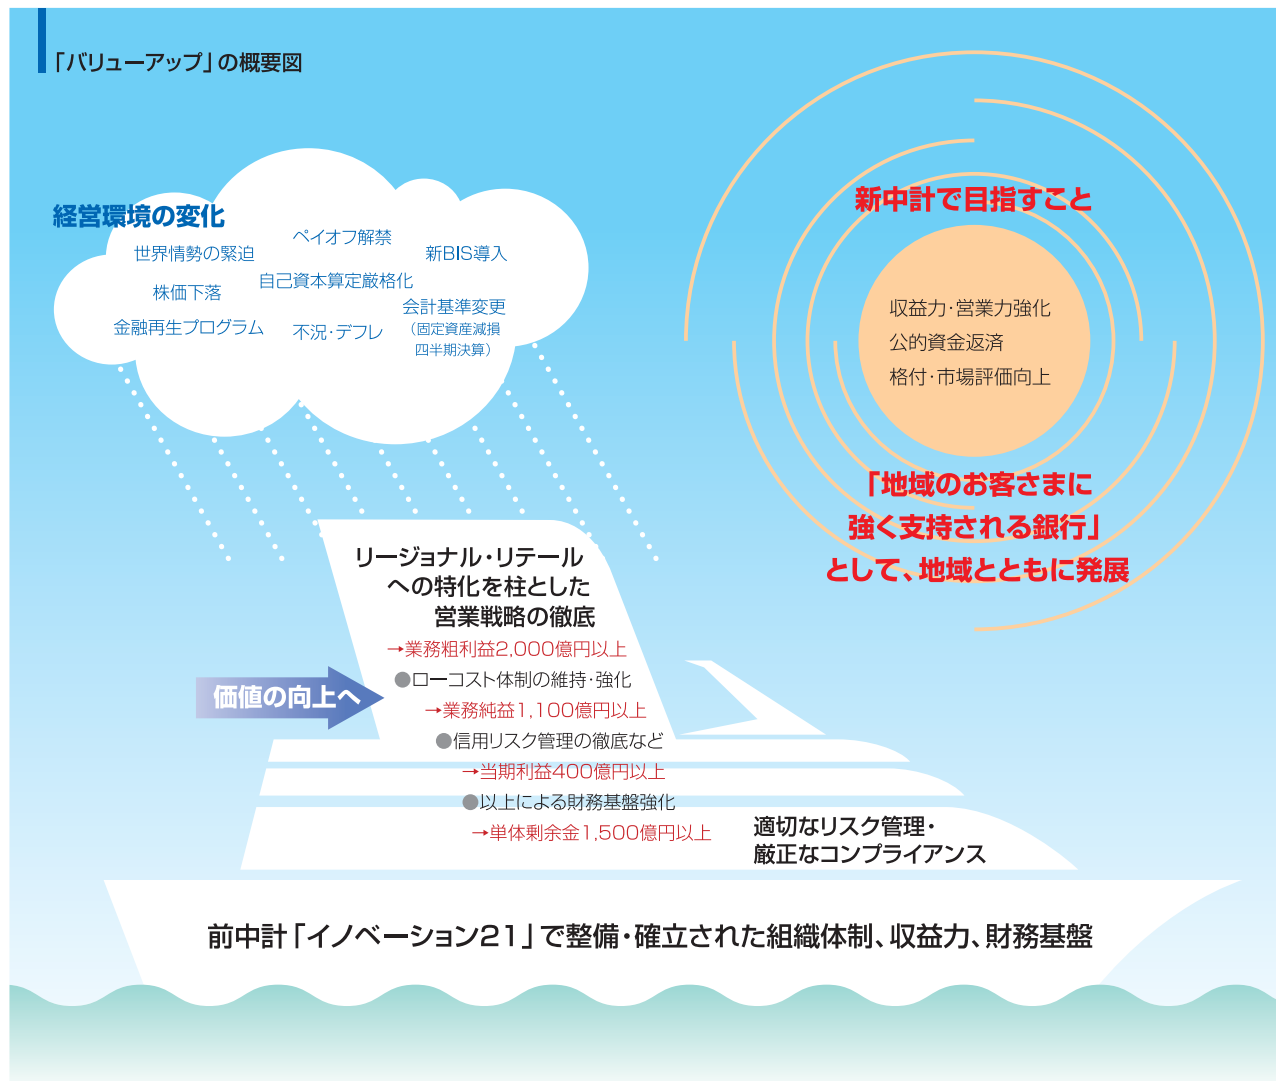 「バリューアップ」の概要図
経営環境の変化
世界情勢の緊迫
ペイオフ解禁
新BIS導入
株価下落
自己資本算定厳格化
金融再生プログラム
不況・デフレ
会計基準変更
（固定資産減損
四半期決算）
新中計で目指すこと
収益力・営業力強化
公的資金返済
格付・市場評価向上
「地域のお客さまに
強く支持される銀行」
として、地域とともに発展
リージョナル・リテール
への特化を柱とした
営業戦略の徹底
→業務粗利益2,000億円以上
●ローコスト体制の維持・強化
→業務純益1,100億円以上
●信用リスク管理の徹底など
→当期利益400億円以上
●以上による財務基盤強化
→単体剰余金1,500億円以上
価値の向上へ
適切なリスク管理・
厳正なコンプライアンス
前中計「イノベーション21」で整備・確立された組織体制、収益力、財務基盤